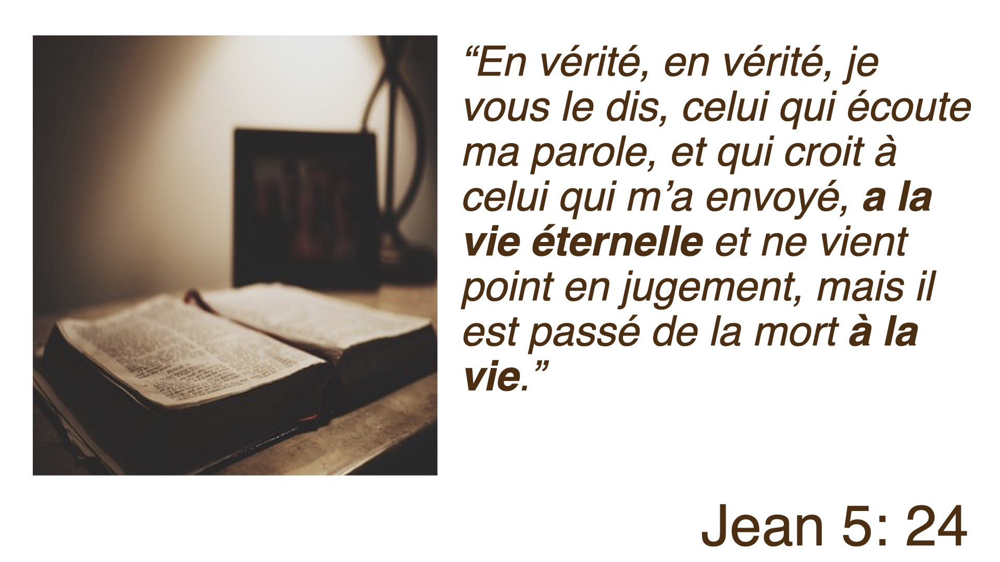 “En vérité, en vérité, je
vous le dis, celui qui écoute
ma parole, et qui croit à
celui qui m’a envoyé, a la
vie éternelle et ne vient
point en jugement, mais il
est passé de la mort à la
vie.”
Jean 5: 24